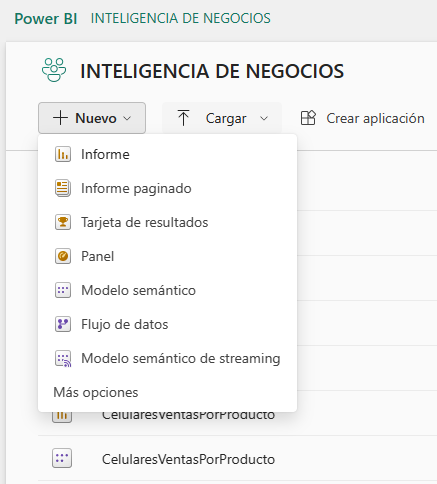 Power BI INTELIGENCIA DE NEGOCIOS
INTELIGENCIA DE NEGOCIOS
Nuevo Cargar Crear aplicación
Informe
Informe paginado
Tarjeta de resultados
Panel
Modelo semántico
Flujo de datos
Modelo semántico de streaming
Más opciones
CelularesVentasPorProducto
CelularesVentasPorProducto